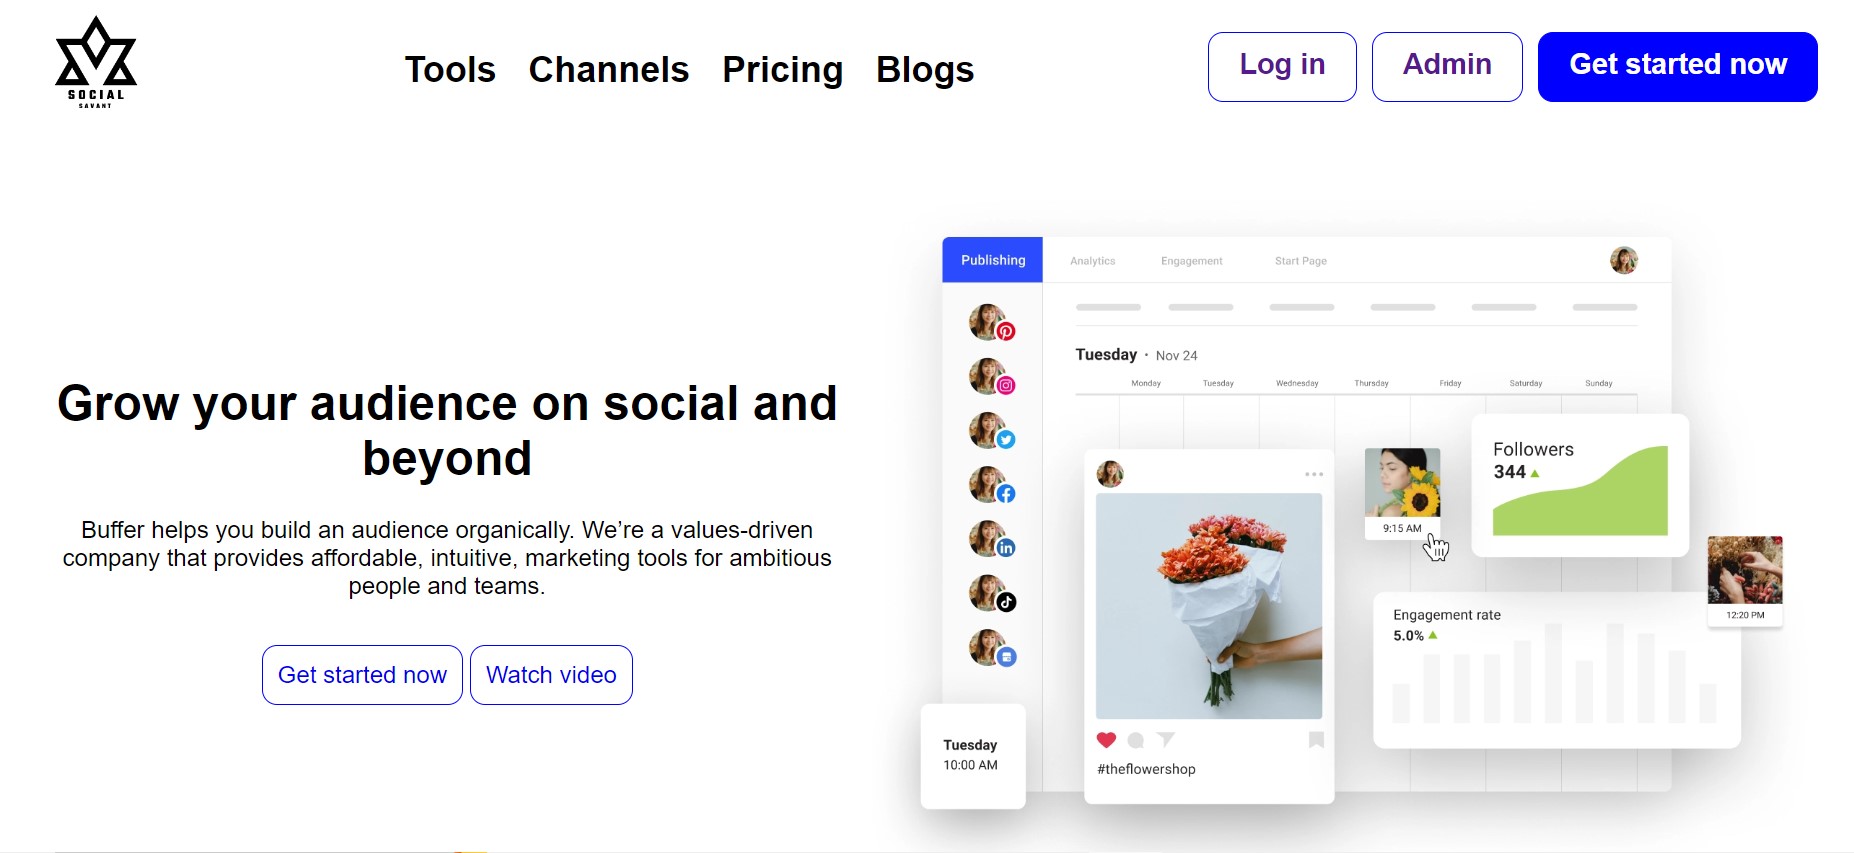 SOCIAL
SAVANT
Tools Channels Pricing Blogs
Log in Admin Get started now
Grow your audience on social and
beyond
Buffer helps you build an audience organically. We’re a values-driven
company that provides affordable, intuitive, marketing tools for ambitious
people and teams.
Get started now Watch video
Publishing Analytics Engagement Start Page
Tuesday · Nov 24
Monday Tuesday Wednesday Thursday Friday Saturday Sunday
Followers
344
9:15 AM
12:20 PM
Engagement rate
5.0%
Tuesday
10:00 AM
#theflowershop